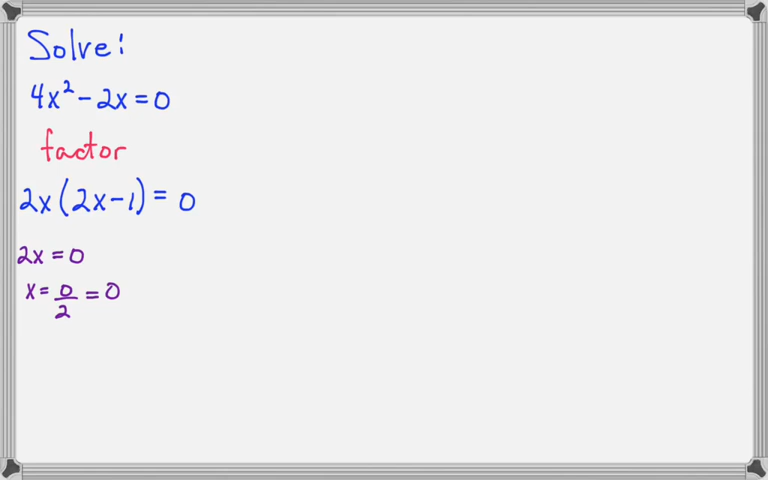 Solve:
4x² - 2x = 0
factor
2x(2x - 1) = 0
2x = 0
x = 0/2 = 0